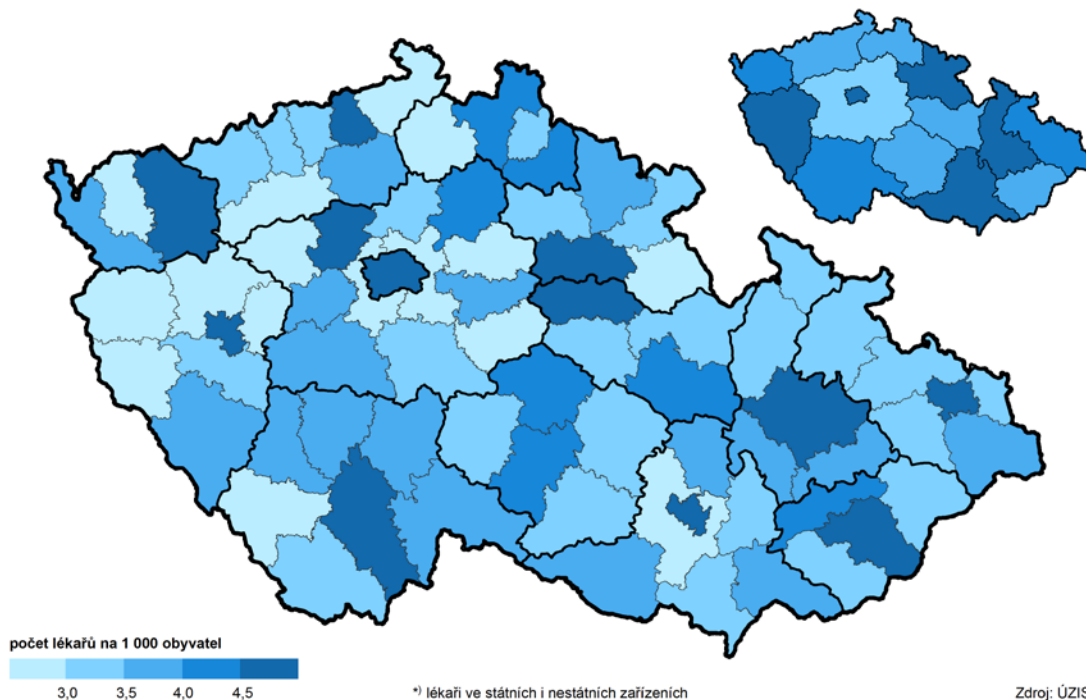 počet lékařů na 1 000 obyvatel
3,0 3,5 4,0 4,5
*) lékaři ve státních i nestátních zařízeních
Zdroj: ÚZIS